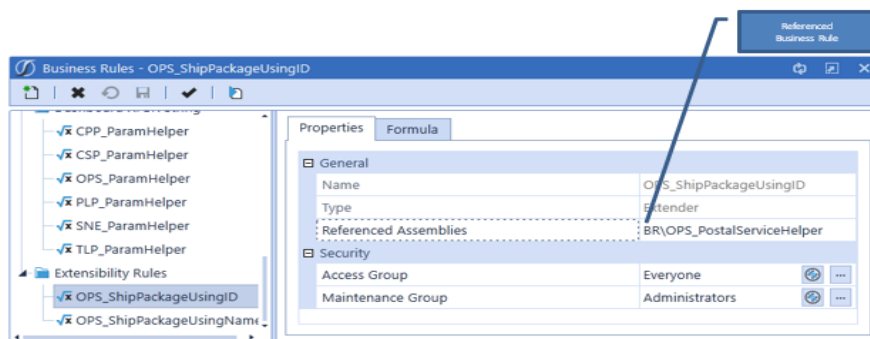 Referenced
Business Rule
Business Rules - OPS_ShipPackageUsingID
CPP_ParamHelper
CSP_ParamHelper
OPS_ParamHelper
PLP_ParamHelper
SNE_ParamHelper
TLP_ParamHelper
Extensibility Rules
OPS_ShipPackageUsingID
OPS_ShipPackageUsingName
Properties Formula
General
Name OPS_ShipPackageUsingID
Type Extender
Referenced Assemblies BR\OPS_PostalServiceHelper
Security
Access Group Everyone
Maintenance Group Administrators